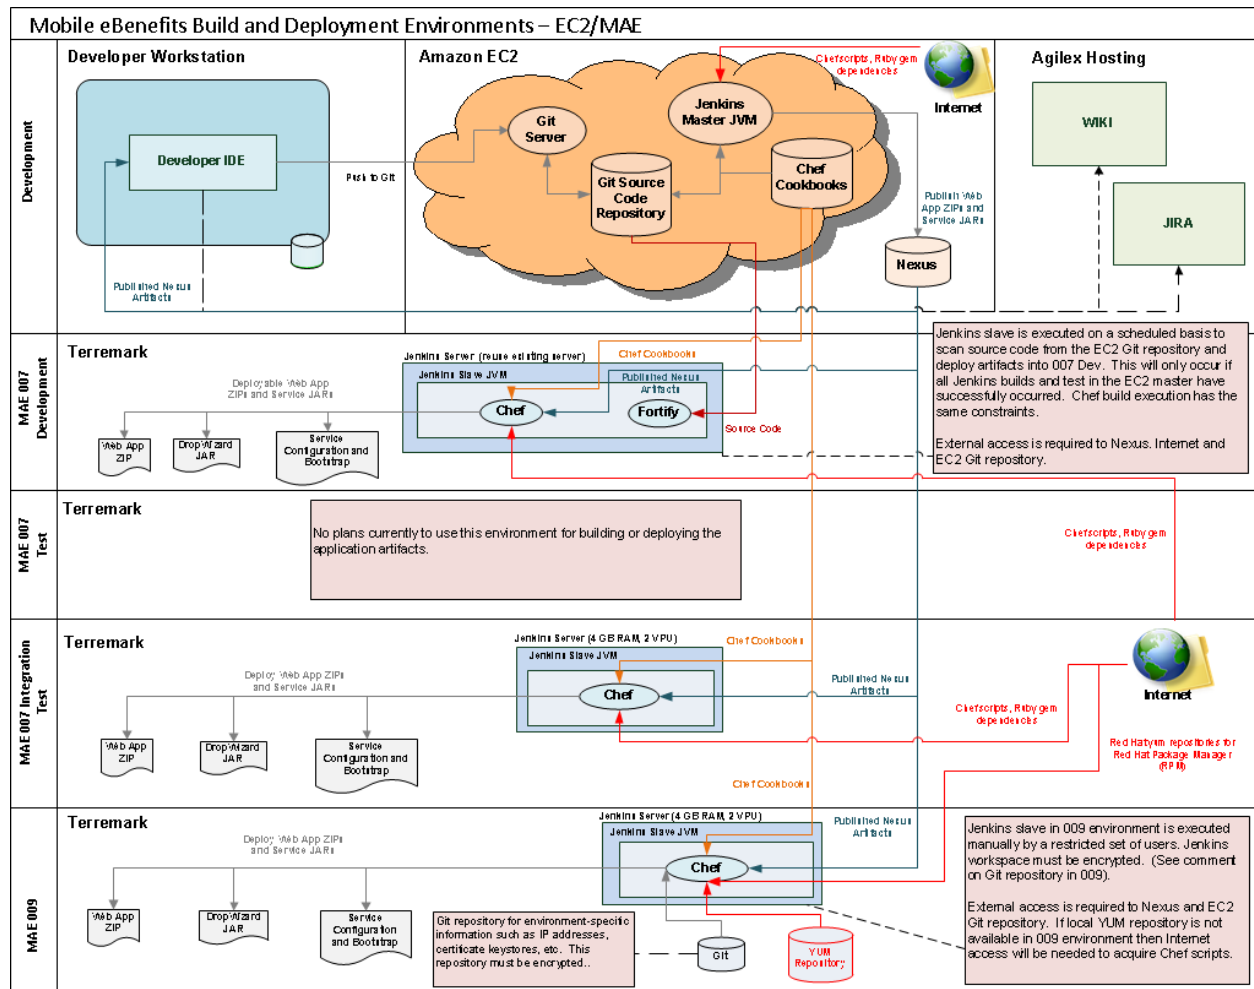 Mobile eBenefits Build and Deployment Environments – EC2/MAE
Development
Developer Workstation
Developer IDE
Published Nexus
Artifacts
Push to Git
Amazon EC2
Git
Server
Jenkins
Master JVM
Git Source
Code
Repository
Chef
Cookbooks
Chef scripts, Ruby gem
dependences
Internet
Publish Web
App ZIPs and
Service JARs
Nexus
Agilex Hosting
WIKI
JIRA
MAE 007
Development
Terremark
Deployable Web App
ZIPs and Service JARs
Web App
ZIP
DropWizard
JAR
Service
Configuration and
Bootstrap
Jenkins Server (reuse existing server)
Jenkins Slave JVM
Chef
Chef Cookbooks
Published Nexus
Artifacts
Fortify
Source Code
Jenkins slave is executed on a scheduled basis to
scan source code from the EC2 Git repository and
deploy artifacts into 007 Dev.  This will only occur if
all Jenkins builds and test in the EC2 master have
successfully occurred.  Chef build execution has the
same constraints.
External access is required to Nexus. Internet and
EC2 Git repository.
MAE 007
Test
Terremark
No plans currently to use this environment for building or deploying the
application artifacts.
Chef scripts, Ruby gem
dependences
MAE 007 Integration
Test
Terremark
Deploy Web App ZIPs
and Service JARs
Web App
ZIP
DropWizard
JAR
Service
Configuration and
Bootstrap
Jenkins Server (4 GB RAM, 2 VPU)
Jenkins Slave JVM
Chef
Chef Cookbooks
Published Nexus
Artifacts
Chef scripts, Ruby gem
dependences
Internet
Red Hat yum repositories for
Red Hat Package Manager
(RPM)
Chef Cookbooks
MAE 009
Terremark
Deploy Web App ZIPs
and Service JARs
Web App
ZIP
DropWizard
JAR
Service
Configuration
and Bootstrap
Jenkins Server (4 GB RAM, 2 VPU)
Jenkins Slave JVM
Chef
Published Nexus
Artifacts
Git repository for environment-specific
information such as IP addresses,
certificate keystores, etc.  This
repository must be encrypted..
Git
YUM
Repository
Jenkins slave in 009 environment is executed
manually by a restricted set of users. Jenkins
workspace must be encrypted.  (See comment
on Git repository in 009).
External access is required to Nexus and EC2
Git repository.  If local YUM repository is not
available in 009 environment then Internet
access will be needed to acquire Chef scripts.